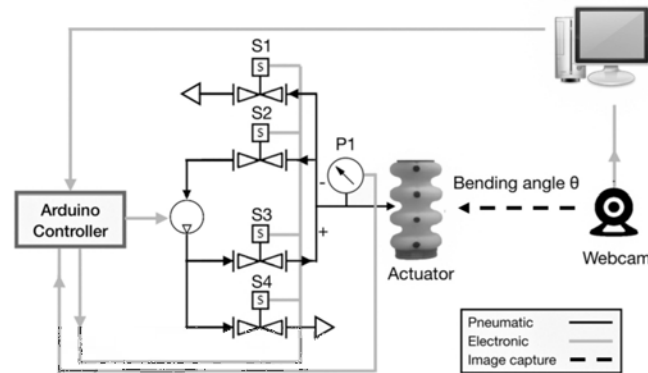 S1
S
S2
S
P1
-
+
Arduino
Controller
S3
S
S4
S
Actuator
Bending angle θ
Webcam
Pneumatic
Electronic
Image capture